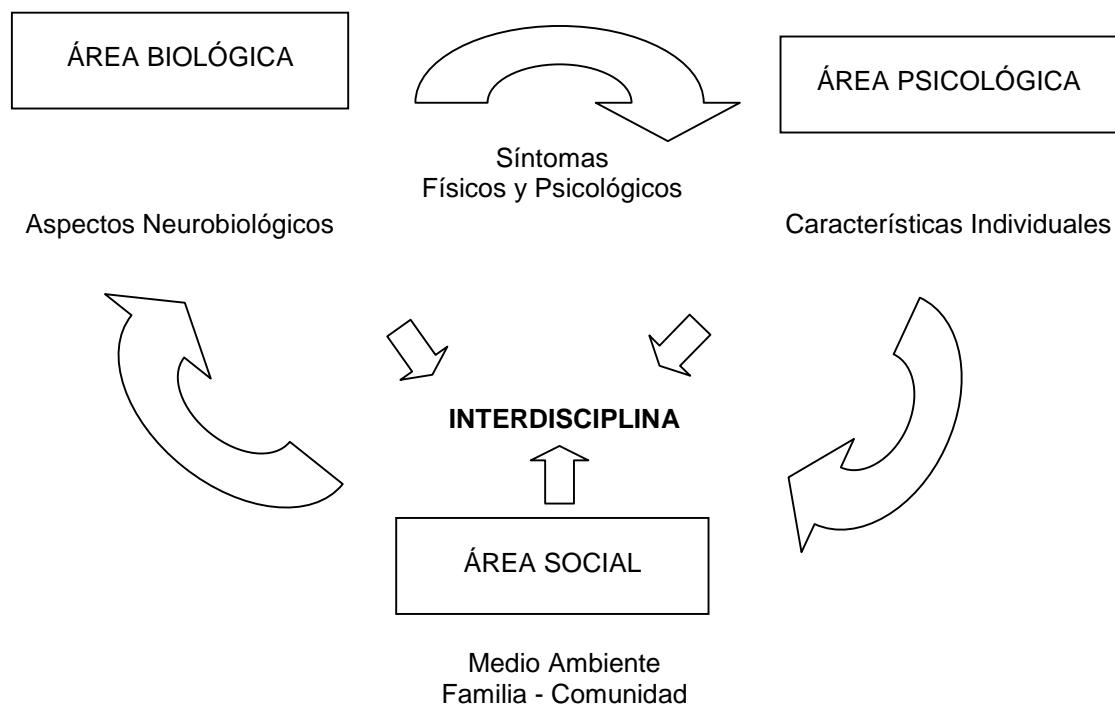 ÁREA BIOLÓGICA
ÁREA PSICOLÓGICA
Síntomas
Físicos y Psicológicos
Aspectos Neurobiológicos
Características Individuales
INTERDISCIPLINA
ÁREA SOCIAL
Medio Ambiente
Familia - Comunidad